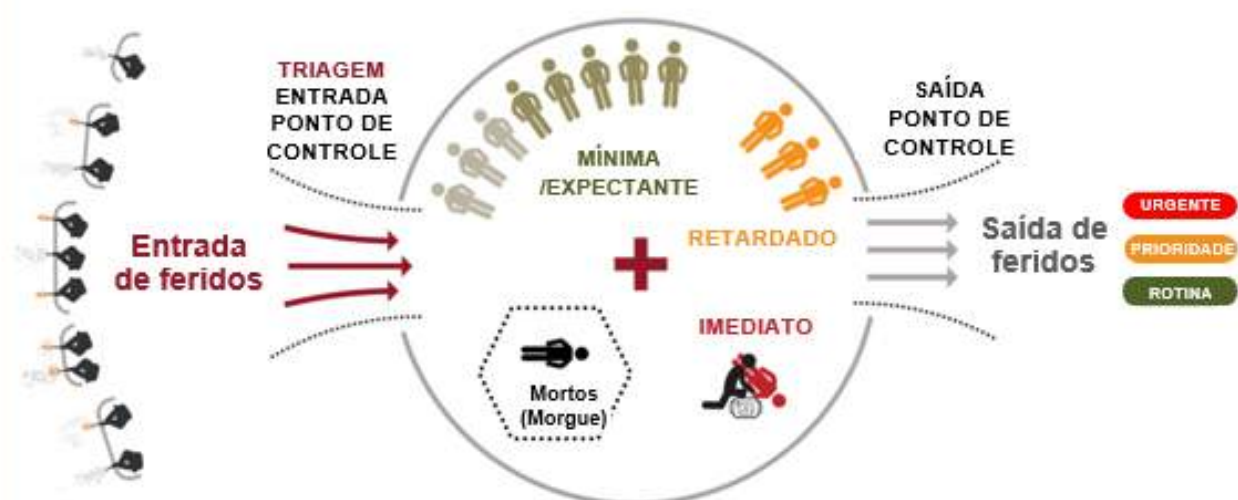 TRIAGEM
ENTRADA
PONTO DE
CONTROLE
Entrada
de feridos
MÍNIMA
/EXPECTANTE
RETARDADO
IMEDIATO
Mortos
(Morgue)
SAÍDA
PONTO DE
CONTROLE
Saída de
feridos
URGENTE
PRIORIDADE
ROTINA